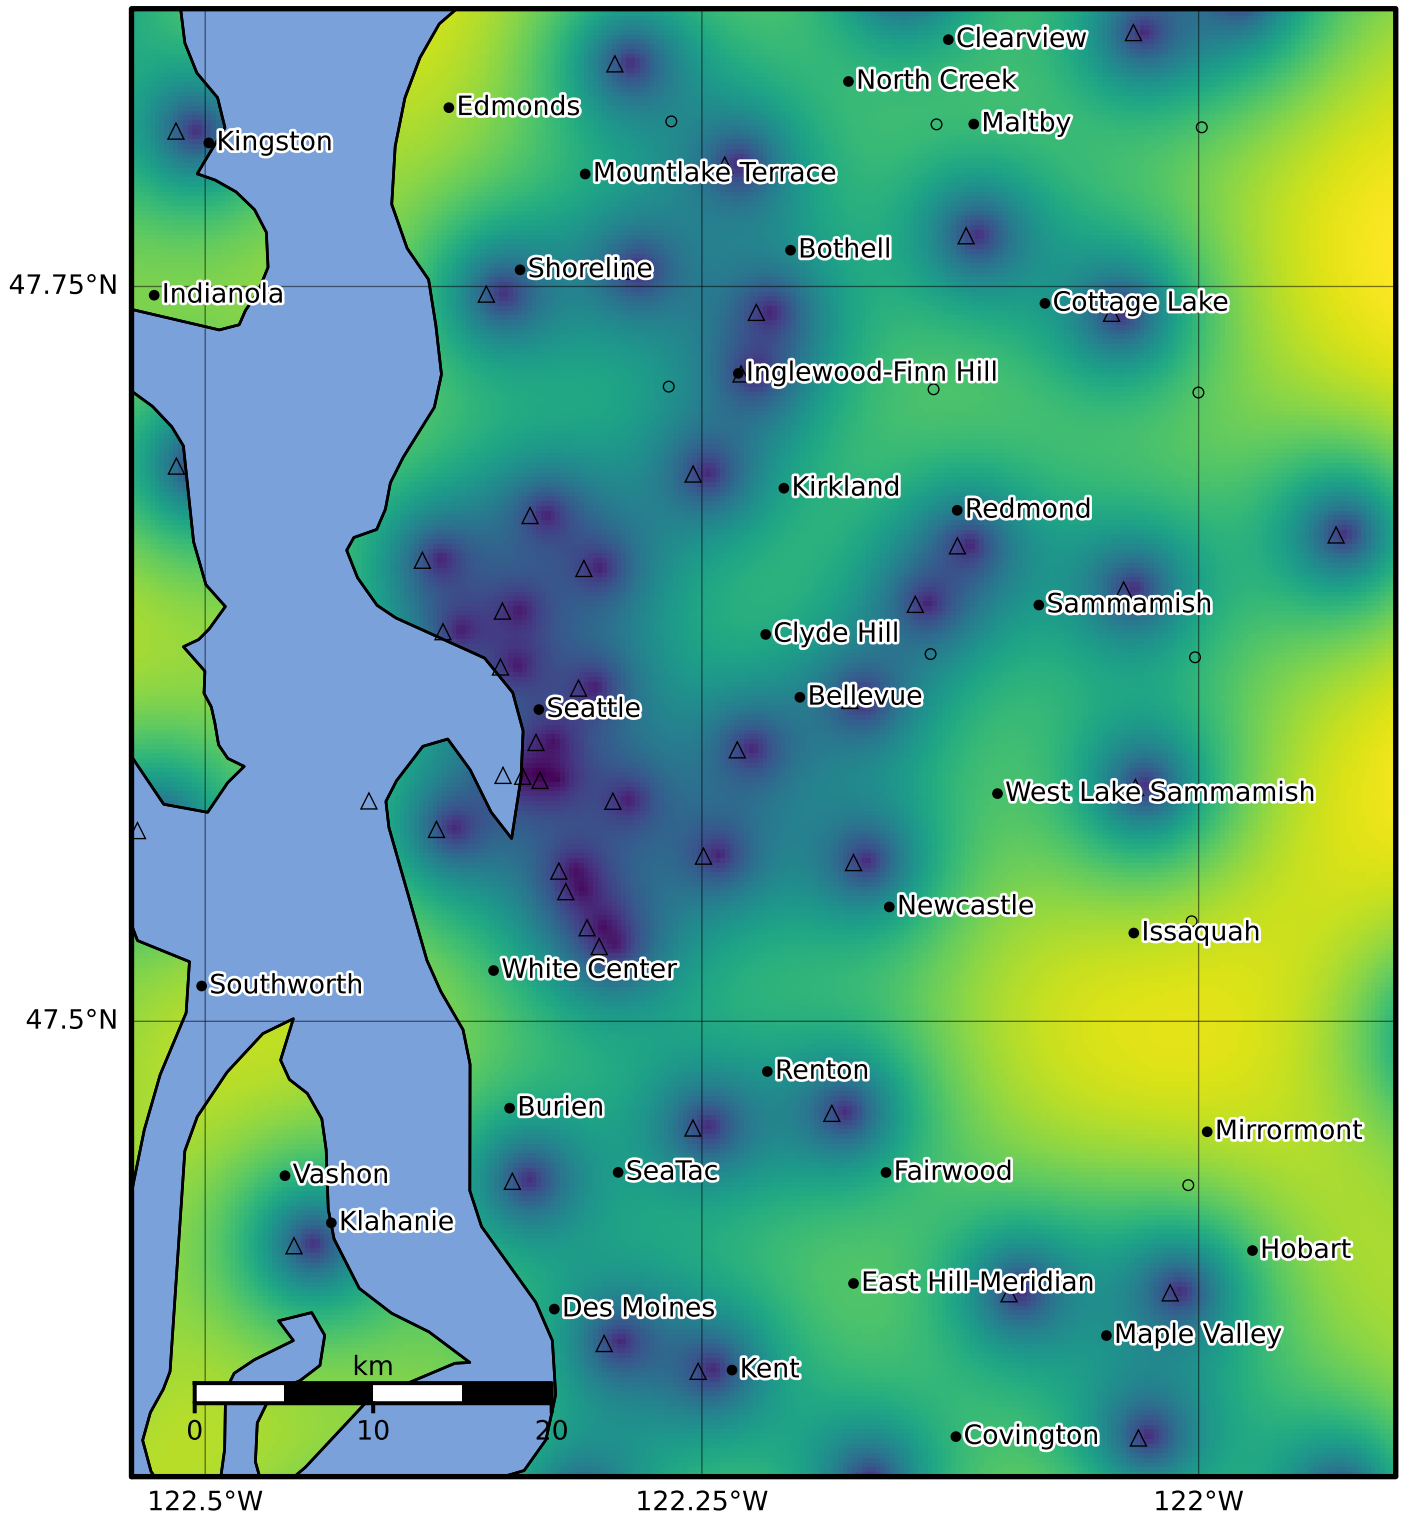 Clearview
North Creek
Edmonds
Maltby
Kingston
Mountlake Terrace
Bothell
Shoreline
47.75°N
Indianola
Cottage Lake
Inglewood-Finn Hill
Kirkland
Redmond
Sammamish
Clyde Hill
Bellevue
Seattle
West Lake Sammamish
Newcastle
Issaquah
White Center
Southworth
47.5°N
Renton
Burien
Mirrormont
SeaTac
Fairwood
Vashon
Klahanie
Hobart
East Hill-Meridian
Des Moines
Maple Valley
km
Kent
0 10 20
Covington
122.5°W 122.25°W 122°W